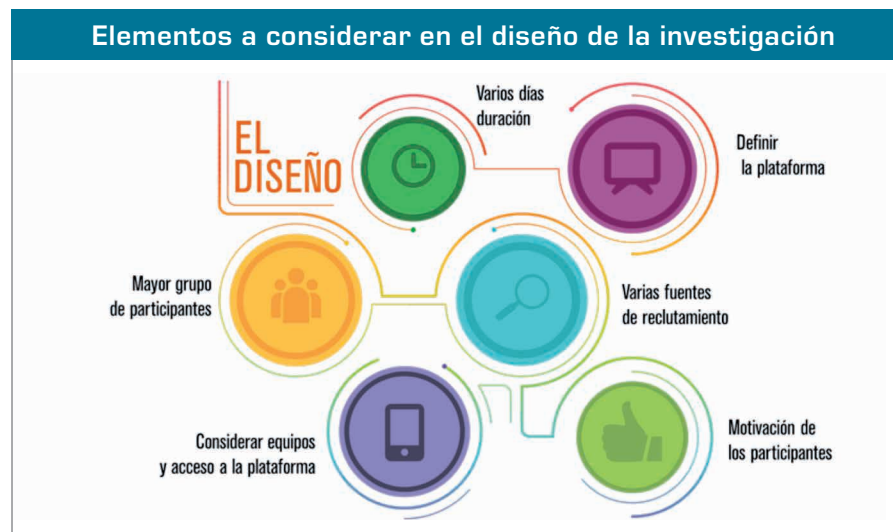 Elementos a considerar en el diseño de la investigación
EL
DISEÑO
Varios días
duración
Definir
la plataforma
Mayor grupo
de participantes
Varias fuentes
de reclutamiento
Considerar equipos
y acceso a la plataforma
Motivación de
los participantes